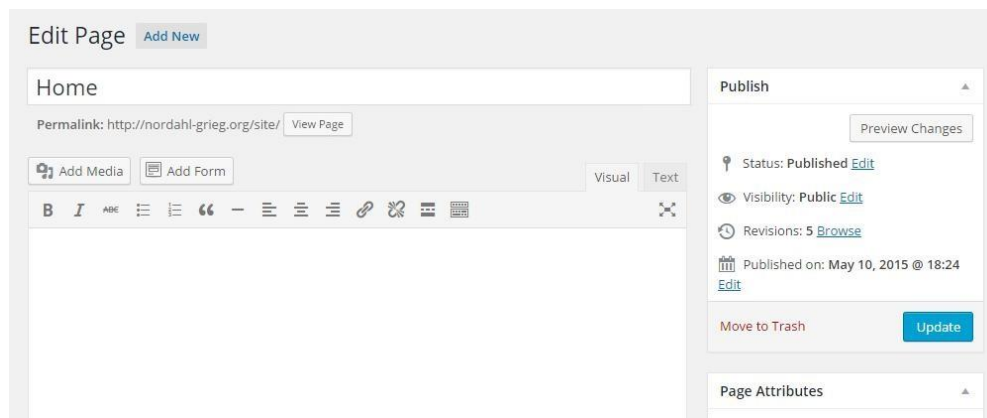 Edit Page Add New
Home
Permalink: http://nordahl-grieg.org/site/ View Page
Add Media Add Form
Visual Text
B I ABC
Publish
Preview Changes
Status: Published Edit
Visibility: Public Edit
Revisions: 5 Browse
Published on: May 10, 2015 @ 18:24
Edit
Move to Trash Update
Page Attributes